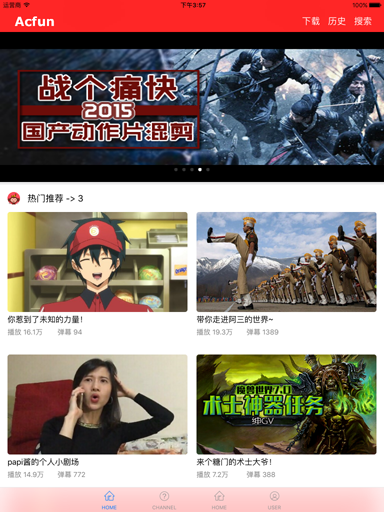 运营商 下午3:57 100%
Acfun 下载 历史 搜索
战个痛快
2015
国产动作片混剪
热门推荐 -> 3
你惹到了未知的力量!
播放 16.1万 弹幕 94
带你走进阿三的世界~
播放 19.3万 弹幕 1389
papi酱的个人小剧场
播放 14.9万 弹幕 772
魔兽世界7.0
术士神器任务
来个糖门的术士大爷!
播放 7.2万 弹幕 388
HOME CHANNEL HOME USER